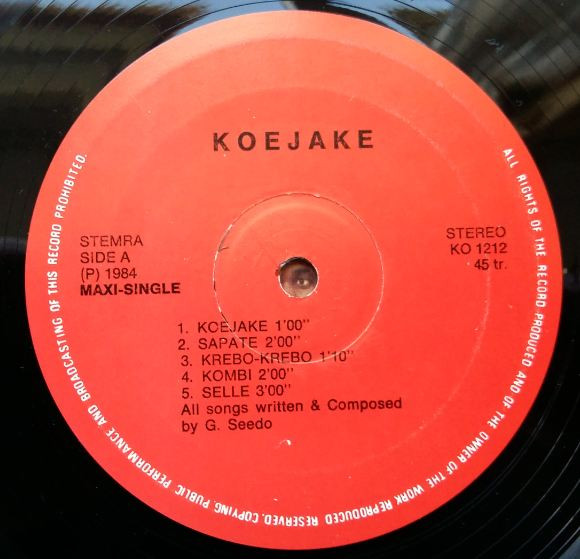 KOEJAKE
STEMRA
SIDE A
(P) 1984
MAXI-SINGLE
STEREO
KO 1212
45 tr.
1. KOEJAKE 1'00"
2. SAPATE 2'00"
3. KREBO-KREBO 1'10"
4. KOMBI 2'00"
5. SELLE 3'00"
All songs written & Composed
by G. Seedo
ALL RIGHTS OF THE RECORD PRODUCED AND OF THE OWNER OF THE WORK REPRODUCED RESERVED. COPYING, PUBLIC PERFORMANCE AND BROADCASTING OF THIS RECORD PROHIBITED.